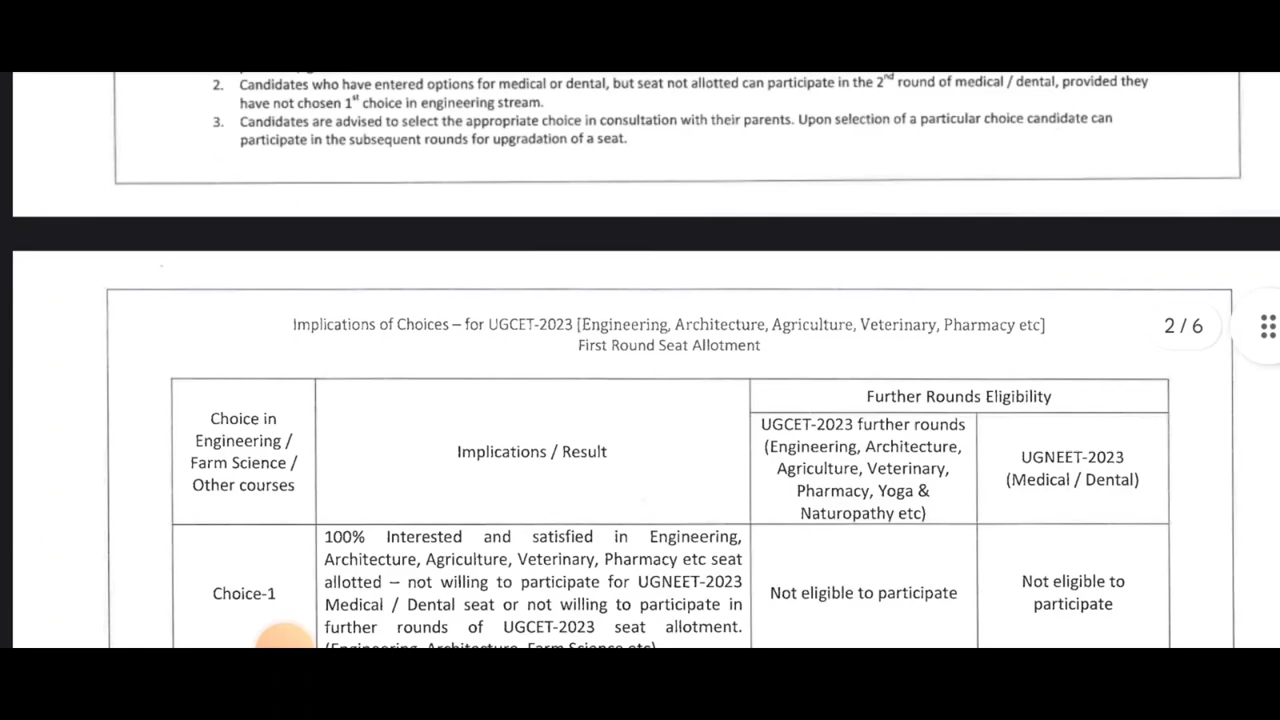 2. Candidates who have entered options for medical or dental, but seat not allotted can participate in the 2nd round of medical / dental, provided they
have not chosen 1st choice in engineering stream.
3. Candidates are advised to select the appropriate choice in consultation with their parents. Upon selection of a particular choice candidate can
participate in the subsequent rounds for upgradation of a seat.
Implications of Choices – for UGCET-2023 [Engineering, Architecture, Agriculture, Veterinary, Pharmacy etc]
First Round Seat Allotment
2 / 6
Choice in
Engineering /
Farm Science /
Other courses
Implications / Result
Further Rounds Eligibility
UGCET-2023 further rounds
(Engineering, Architecture,
Agriculture, Veterinary,
Pharmacy, Yoga &
Naturopathy etc)
UGNEET-2023
(Medical / Dental)
Choice-1
100% Interested and satisfied in Engineering,
Architecture, Agriculture, Veterinary, Pharmacy etc seat
allotted – not willing to participate for UGNEET-2023
Medical / Dental seat or not willing to participate in
further rounds of UGCET-2023 seat allotment.
(Engineering, Architecture, Farm Science etc)
Not eligible to participate
Not eligible to
participate